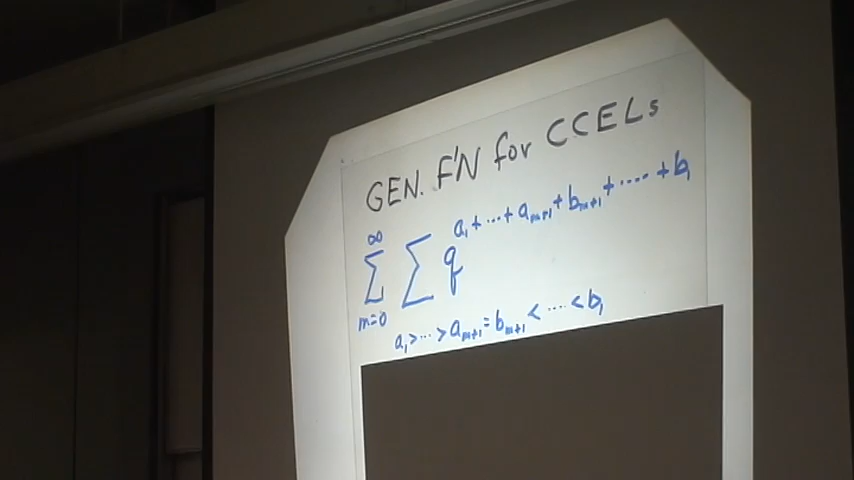 GEN. F'N for CCELs
∞ a₁+...+aₘ₊₁+bₘ₊₁+....+b₁
Σ Σ q
m=0 a₁>...>aₘ₊₁=bₘ₊₁<....<b₁